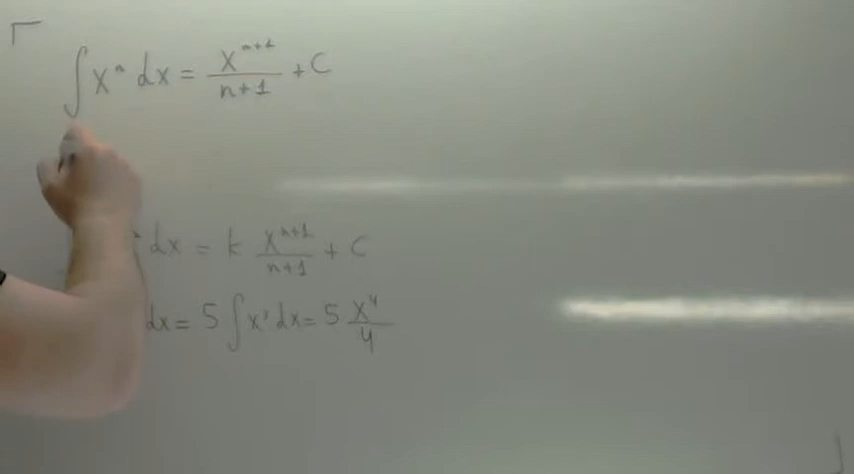 ∫ xⁿ dx = xⁿ⁺¹/(n+1) + C
dx = k xⁿ⁺¹/(n+1) + C
dx = 5 ∫ x³ dx = 5 x⁴/4